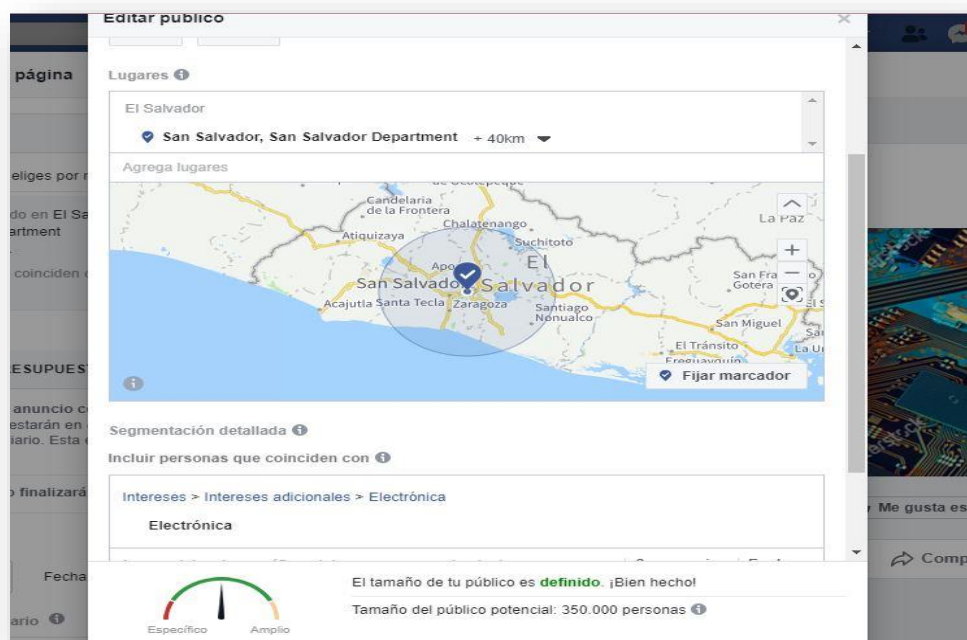 Editar público
página
Lugares
El Salvador
San Salvador, San Salvador Department + 40km
Agrega lugares
eliges por
do en El Sa
artment
coinciden
Candelaria
de la Frontera
Chalatenango
La Paz
Atiquizaya
Suchitoto
Apo
El
San Salvado Salvador
San Fra
Gotera
Acajutla Santa Tecla Zaragoza
Santiago
Nonualco
San Miguel
El Tránsito
La U
Fijar marcador
ESUPUES
anuncio c
estarán en
iario. Esta
Segmentación detallada
Incluir personas que coinciden con
finalizará
Intereses > Intereses adicionales > Electrónica
Electrónica
Me gusta es
Comp
Fecha
ario
El tamaño de tu público es definido. ¡Bien hecho!
Tamaño del público potencial: 350.000 personas
Específico Amplio